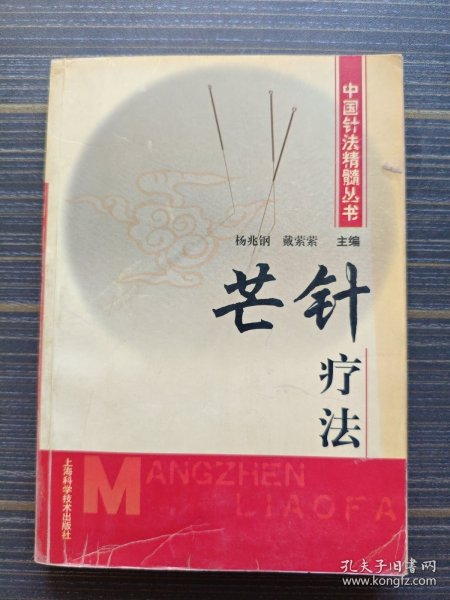 中国针法精髓丛书
杨兆钢 戴萦萦 主编
芒针
疗法
MANGZHEN
LIAOFA
上海科学技术出版社
孔夫子旧书网
www.kongfz.com